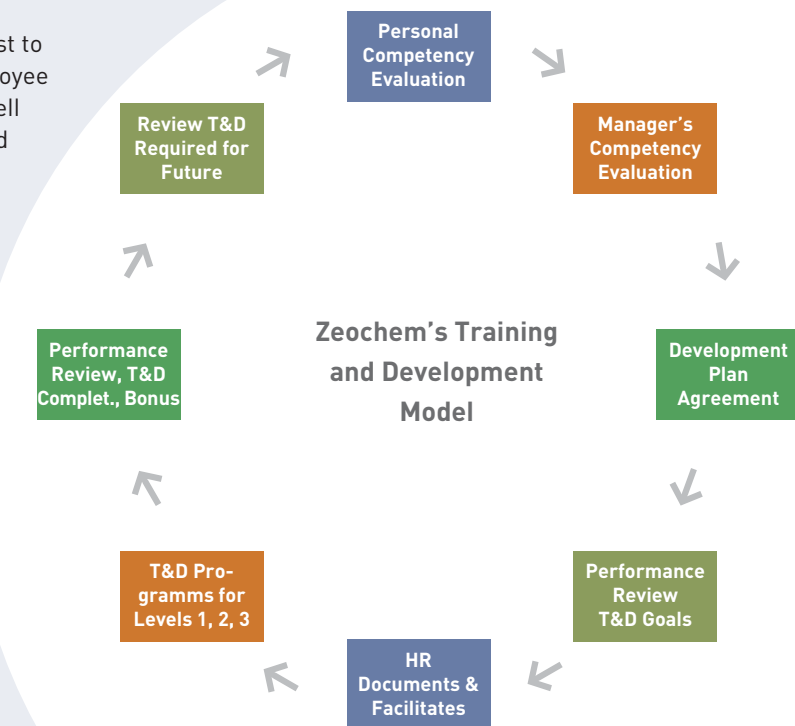 st to
oyee
ell
d
Personal
Competency
Evaluation
Manager's
Competency
Evaluation
Development
Plan
Agreement
Performance
Review
T&D Goals
HR
Documents &
Facilitates
T&D Pro-
gramms for
Levels 1, 2, 3
Performance
Review, T&D
Complet., Bonus
Review T&D
Required for
Future
Zeochem's Training
and Development
Model